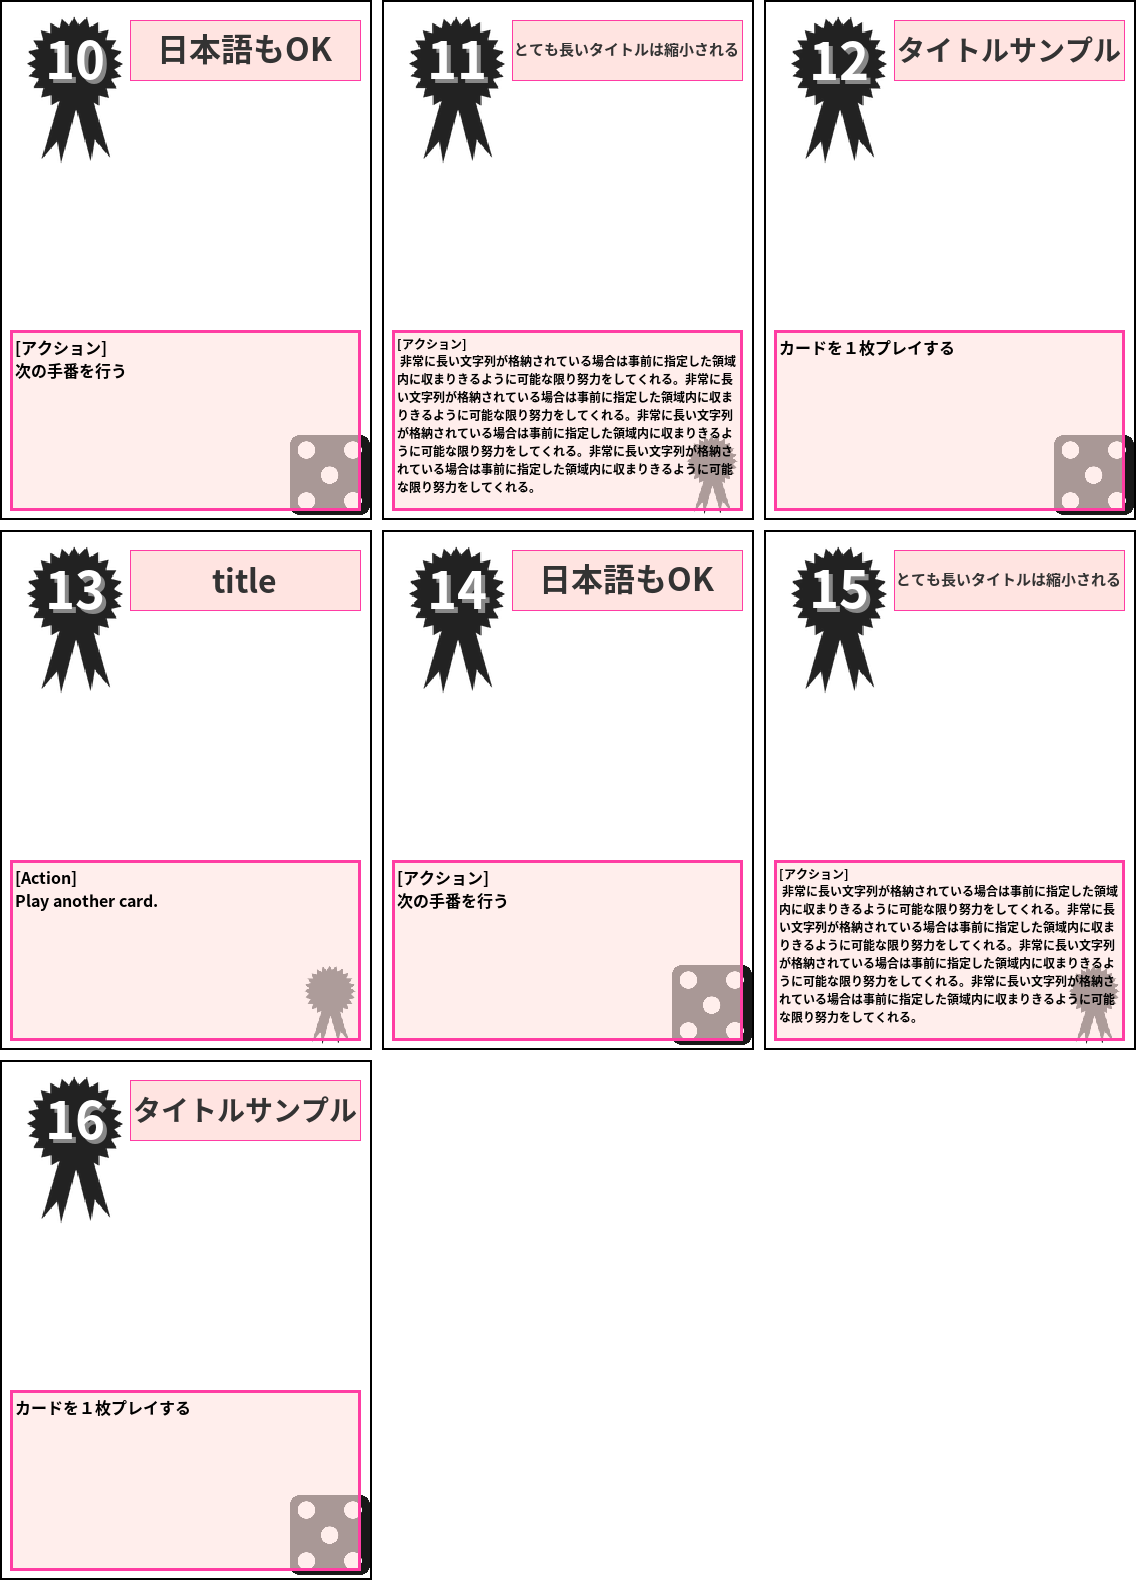 10
日本語もOK
[アクション]
次の手番を行う
11
とても長いタイトルは縮小される
[アクション]
非常に長い文字列が格納されている場合は事前に指定した領域
内に収まりきるように可能な限り努力をしてくれる。非常に長
い文字列が格納されている場合は事前に指定した領域内に収ま
りきるように可能な限り努力をしてくれる。非常に長い文字列
が格納されている場合は事前に指定した領域内に収まりきるよ
うに可能な限り努力をしてくれる。非常に長い文字列が格納さ
れている場合は事前に指定した領域内に収まりきるように可能
な限り努力をしてくれる。
12
タイトルサンプル
カードを１枚プレイする
13
title
[Action]
Play another card.
14
日本語もOK
[アクション]
次の手番を行う
15
とても長いタイトルは縮小される
[アクション]
非常に長い文字列が格納されている場合は事前に指定した領域
内に収まりきるように可能な限り努力をしてくれる。非常に長
い文字列が格納されている場合は事前に指定した領域内に収ま
りきるように可能な限り努力をしてくれる。非常に長い文字列
が格納されている場合は事前に指定した領域内に収まりきるよ
うに可能な限り努力をしてくれる。非常に長い文字列が格納さ
れている場合は事前に指定した領域内に収まりきるように可能
な限り努力をしてくれる。
16
タイトルサンプル
カードを１枚プレイする